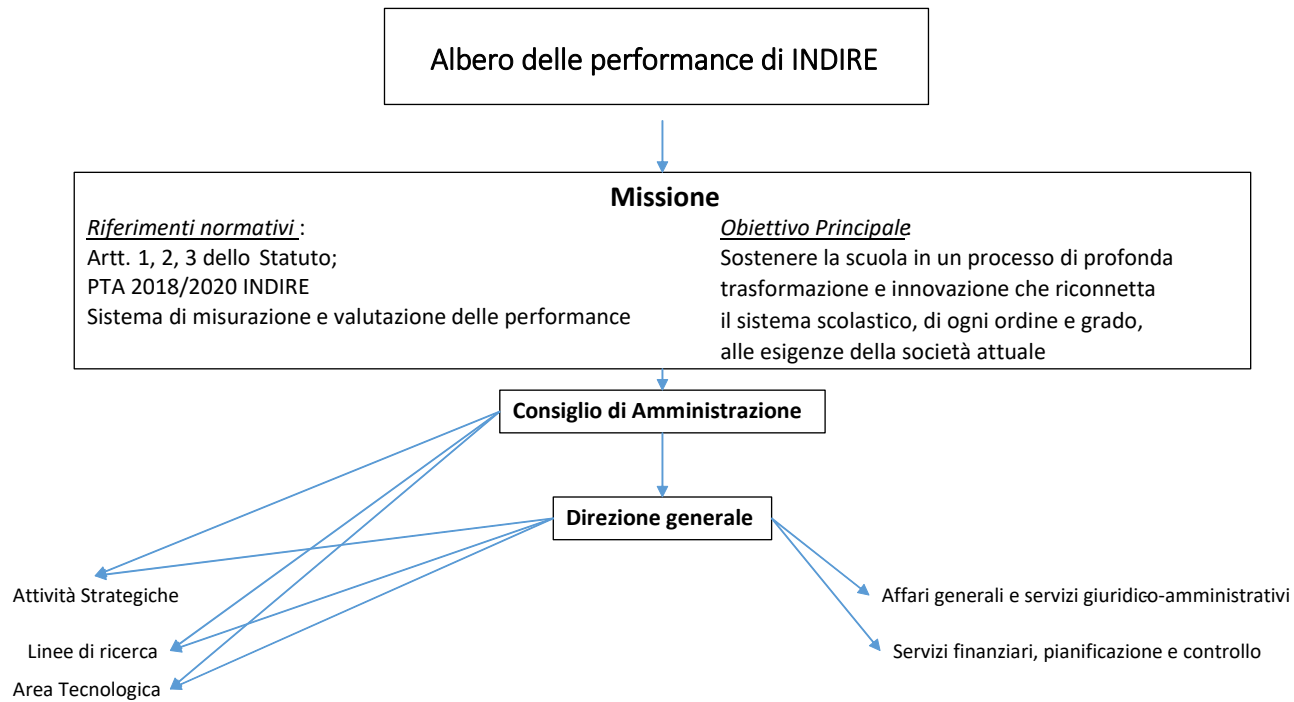 Albero delle performance di INDIRE
Missione
Riferimenti normativi :
Artt. 1, 2, 3 dello Statuto;
PTA 2018/2020 INDIRE
Sistema di misurazione e valutazione delle performance
Obiettivo Principale
Sostenere la scuola in un processo di profonda
trasformazione e innovazione che riconnetta
il sistema scolastico, di ogni ordine e grado,
alle esigenze della società attuale
Consiglio di Amministrazione
Direzione generale
Attività Strategiche
Linee di ricerca
Area Tecnologica
Affari generali e servizi giuridico-amministrativi
Servizi finanziari, pianificazione e controllo